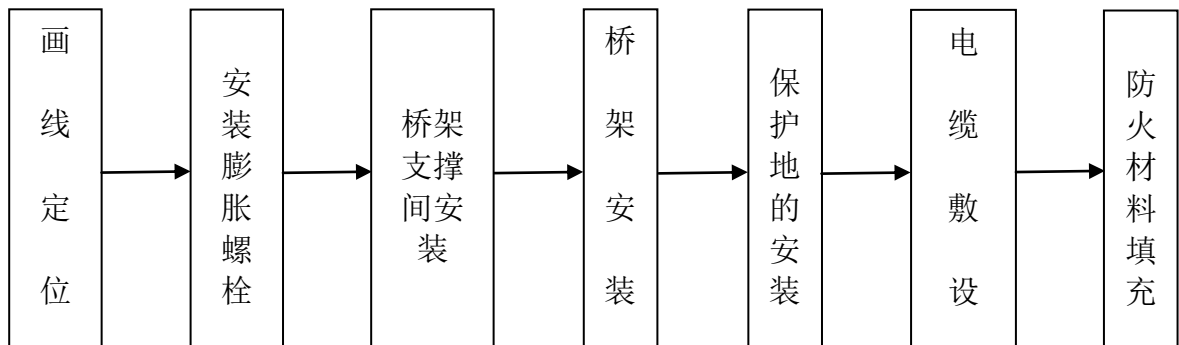 画线定位
安装膨胀螺栓
桥架
支撑
间安
装
桥架安装
保护地的安装
电缆敷设
防火材料填充